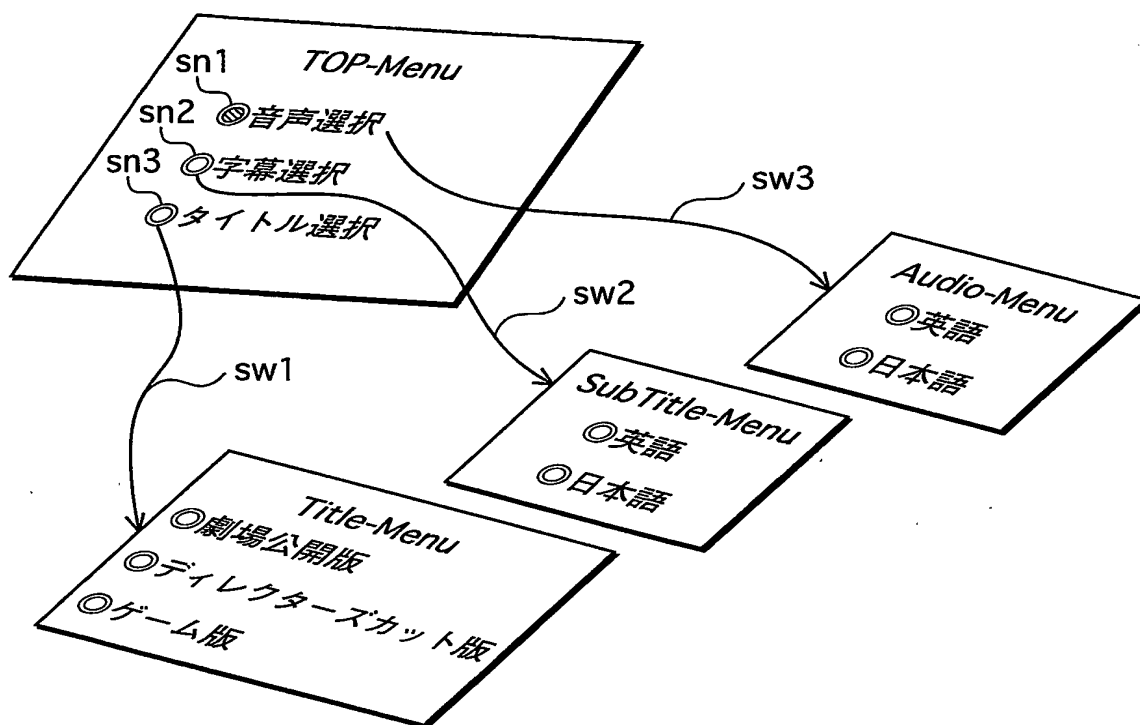 TOP-Menu
sn1
音声選択
sn2
字幕選択
sn3
タイトル選択
sw3
sw2
sw1
Audio-Menu
英語
日本語
SubTitle-Menu
英語
日本語
Title-Menu
劇場公開版
ディレクターズカット版
ゲーム版